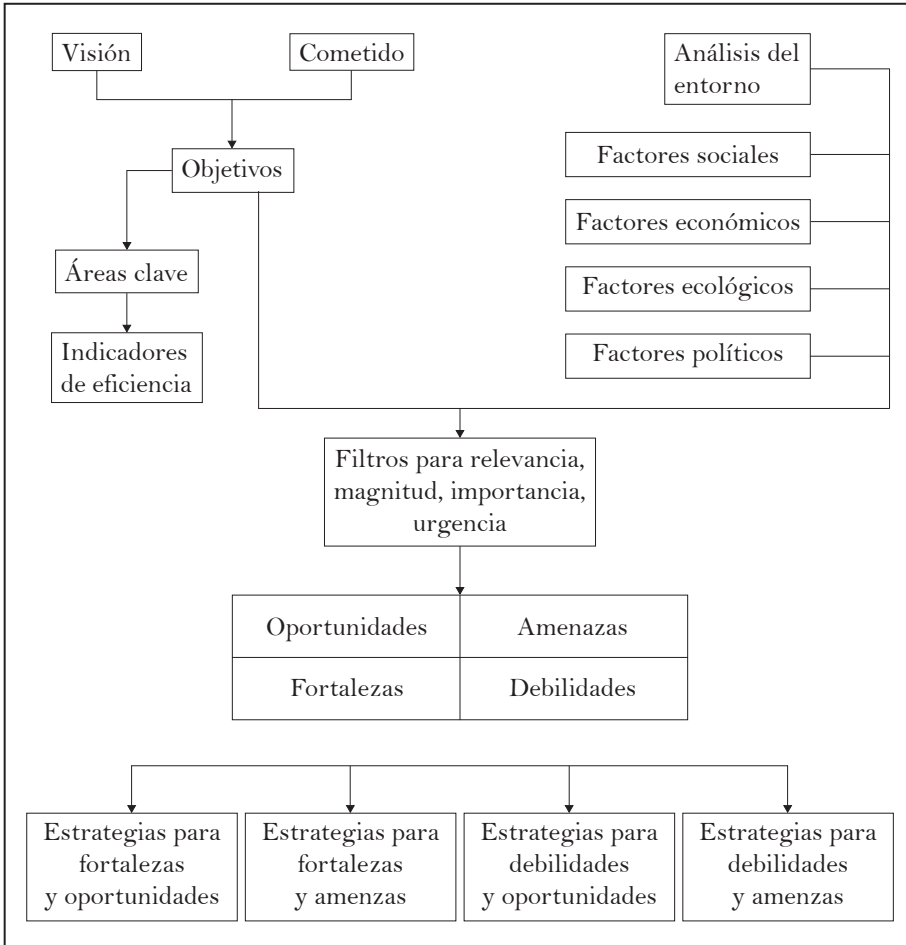 Visión
Cometido
Análisis del
entorno
Objetivos
Factores sociales
Factores económicos
Áreas clave
Factores ecológicos
Indicadores
de eficiencia
Factores políticos
Filtros para relevancia,
magnitud, importancia,
urgencia
Oportunidades
Amenazas
Fortalezas
Debilidades
Estrategias para
fortalezas
y oportunidades
Estrategias para
fortalezas
y amenzas
Estrategias para
debilidades
y oportunidades
Estrategias para
debilidades
y amenzas